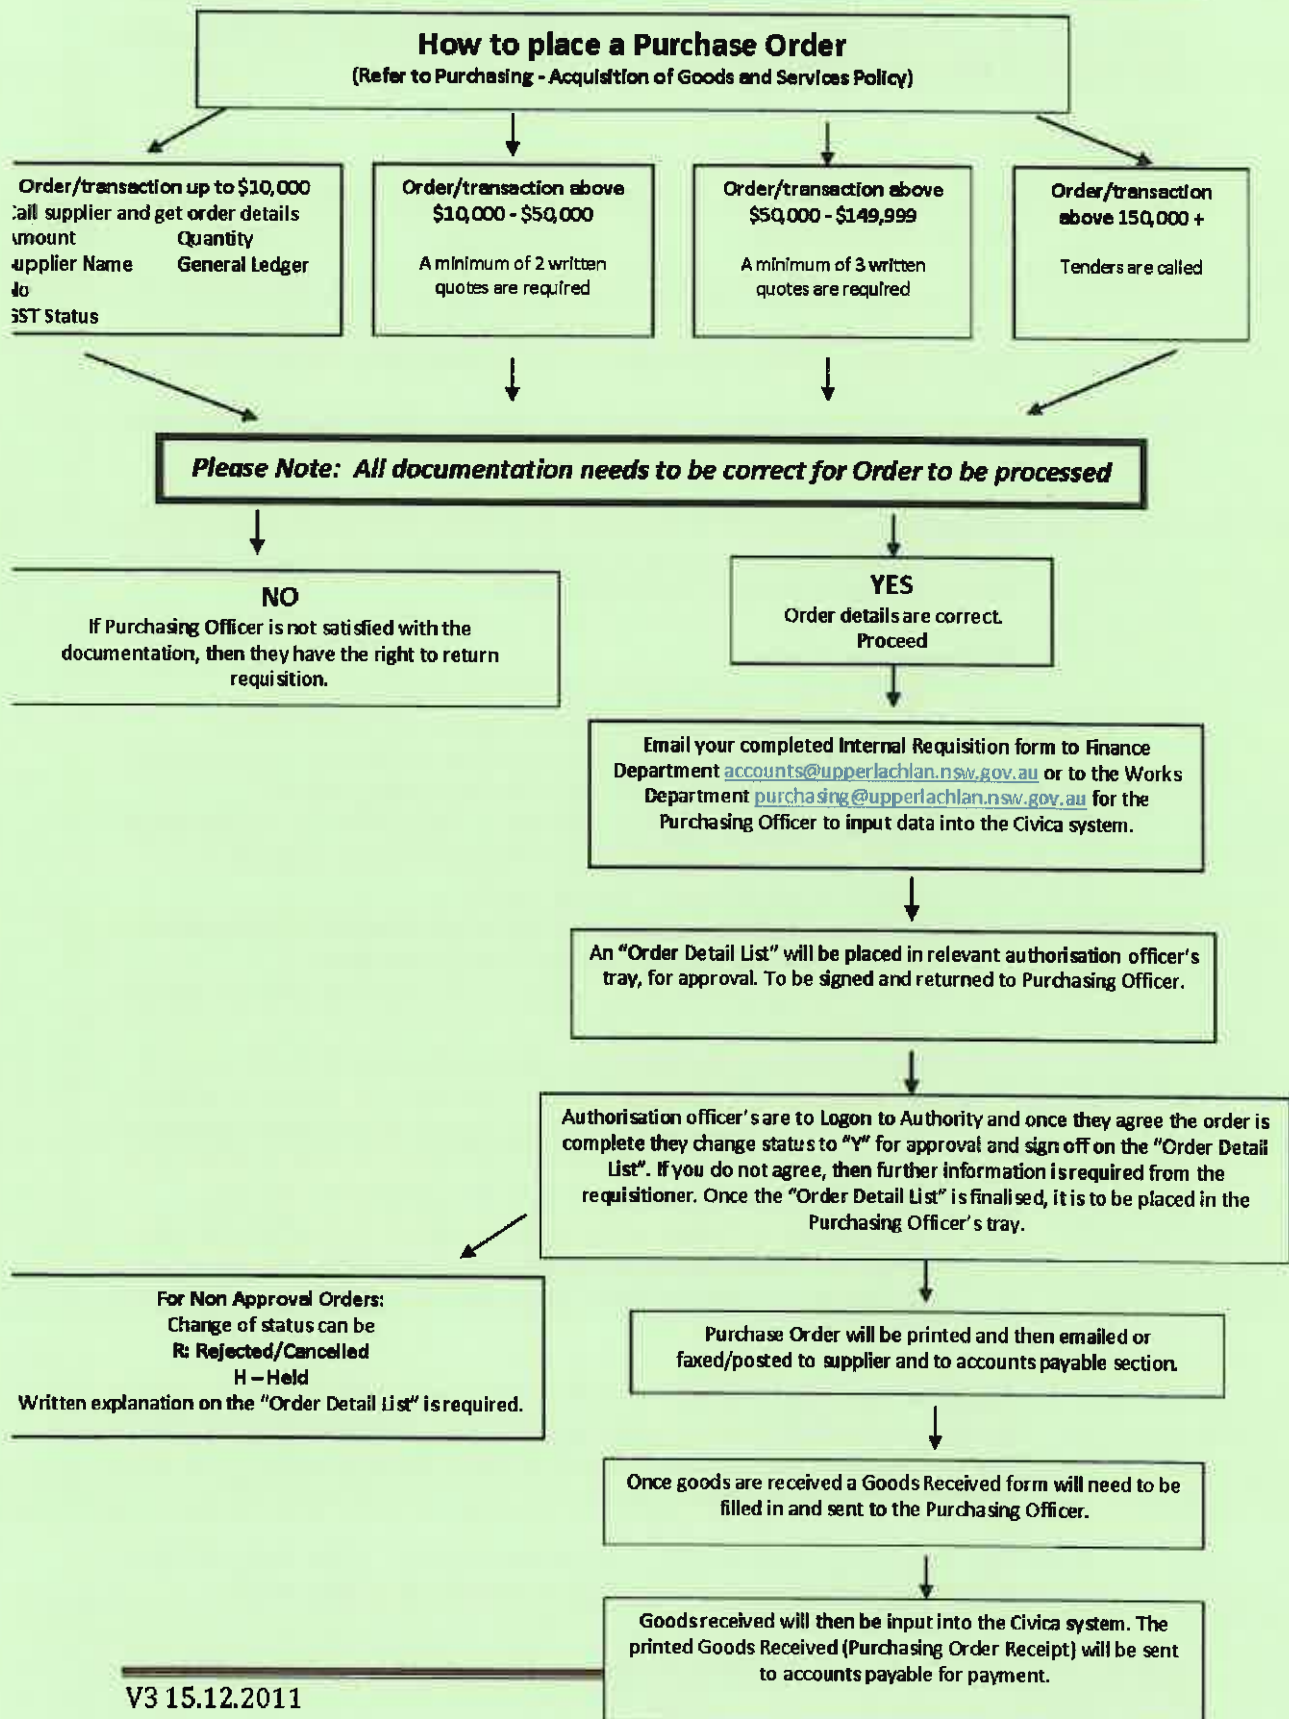 How to place a Purchase Order
(Refer to Purchasing - Acquisition of Goods and Services Policy)
Order/transaction up to $10,000
all supplier and get order details
mount Quantity
upplier Name General Ledger
No
GST Status
Order/transaction above
$10,000 - $50,000
A minimum of 2 written
quotes are required
Order/transaction above
$50,000 - $149,999
A minimum of 3 written
quotes are required
Order/transaction
above 150,000 +
Tenders are called
Please Note: All documentation needs to be correct for Order to be processed
NO
If Purchasing Officer is not satisfied with the
documentation, then they have the right to return
requisition.
YES
Order details are correct.
Proceed
Email your completed Internal Requisition form to Finance
Department accounts@upperlachlan.nsw.gov.au or to the Works
Department purchasing@upperlachlan.nsw.gov.au for the
Purchasing Officer to input data into the Civica system.
An "Order Detail List" will be placed in relevant authorisation officer's
tray, for approval. To be signed and returned to Purchasing Officer.
Authorisation officer's are to Logon to Authority and once they agree the order is
complete they change status to "Y" for approval and sign off on the "Order Detail
List". If you do not agree, then further information is required from the
requisitioner. Once the "Order Detail List" is finalised, it is to be placed in the
Purchasing Officer's tray.
For Non Approval Orders:
Change of status can be
R: Rejected/Cancelled
H – Held
Written explanation on the "Order Detail List" is required.
Purchase Order will be printed and then emailed or
faxed/posted to supplier and to accounts payable section.
Once goods are received a Goods Received form will need to be
filled in and sent to the Purchasing Officer.
Goods received will then be input into the Civica system. The
printed Goods Received (Purchasing Order Receipt) will be sent
to accounts payable for payment.
V3 15.12.2011